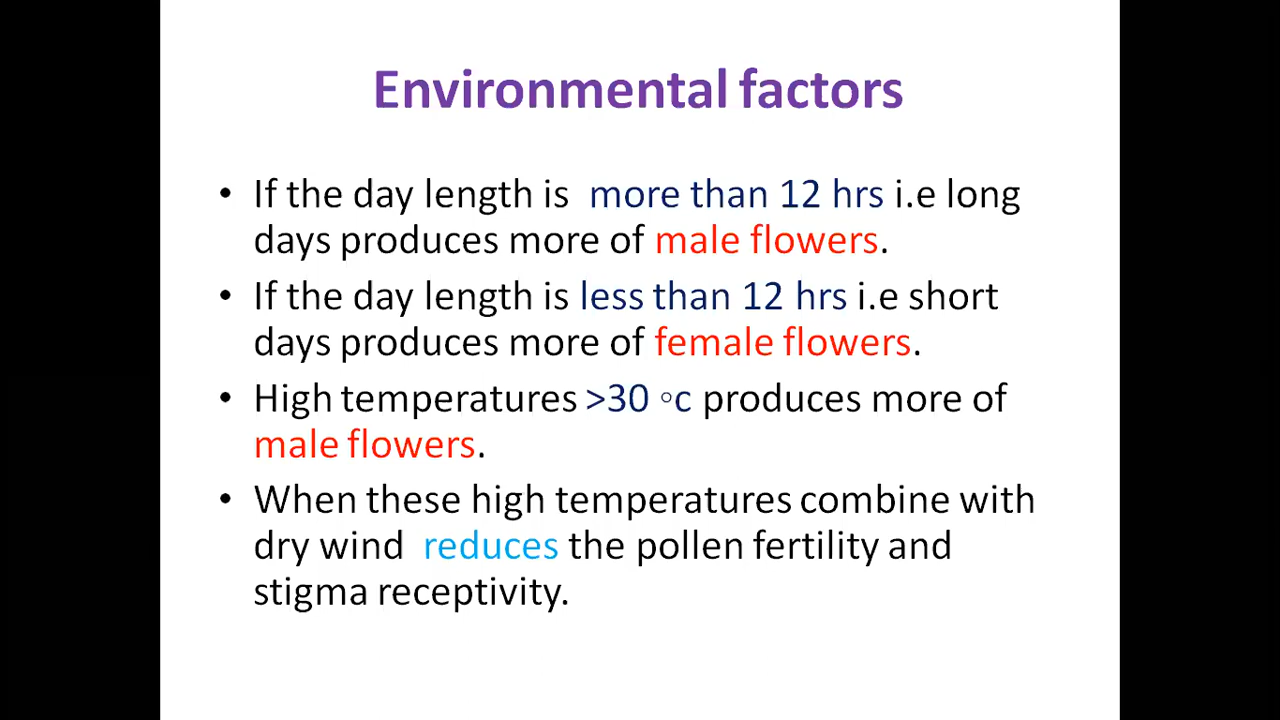 Environmental factors
• If the day length is more than 12 hrs i.e long
days produces more of male flowers.
• If the day length is less than 12 hrs i.e short
days produces more of female flowers.
• High temperatures >30 ◦c produces more of
male flowers.
• When these high temperatures combine with
dry wind reduces the pollen fertility and
stigma receptivity.